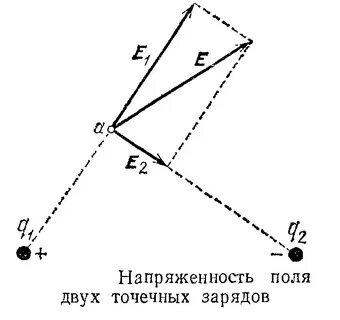 E₁
E
a
E₂
q₁ +
q₂ −
Напряженность поля
двух точечных зарядов